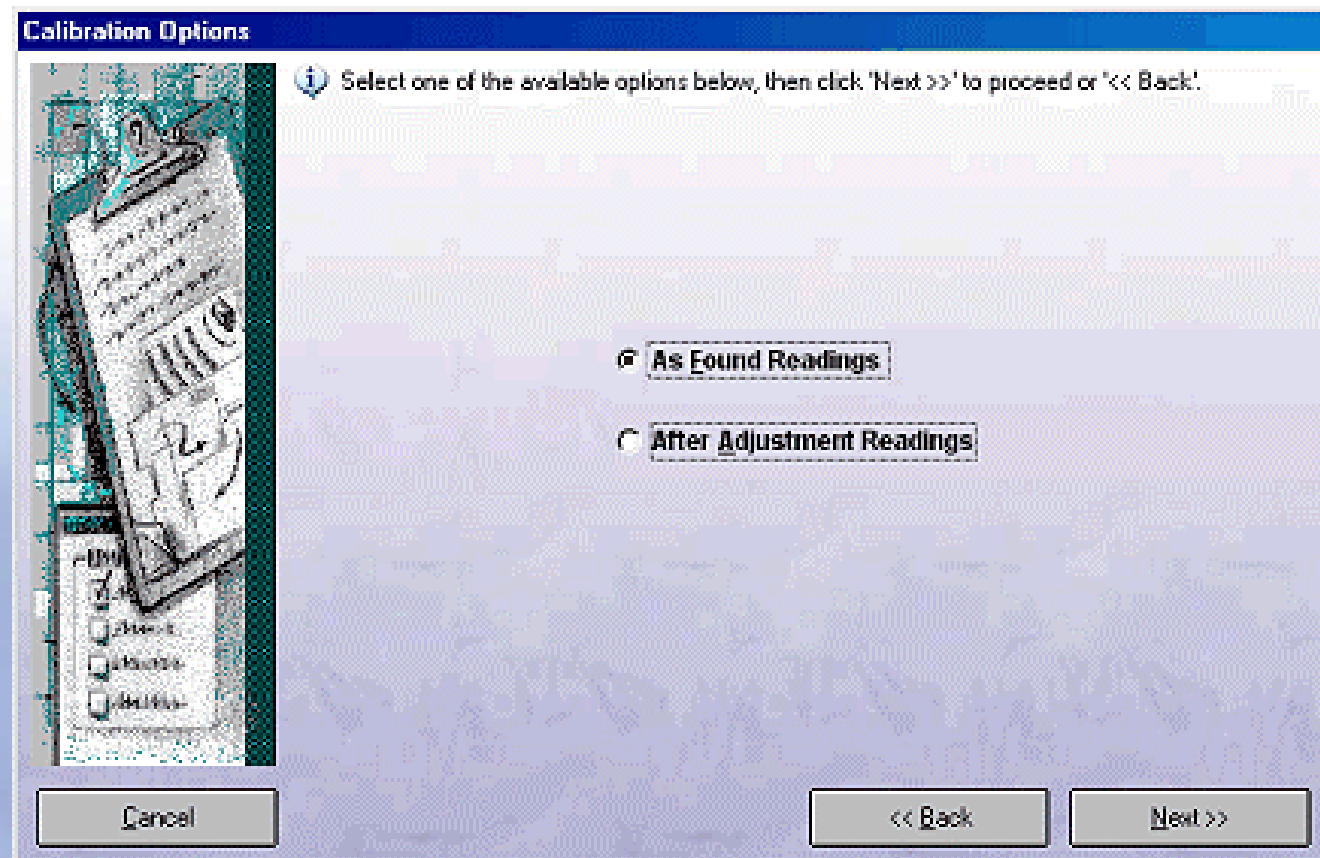 Calibration Options
Select one of the available options below, then click 'Next >>' to proceed or '<< Back'.
As Found Readings
After Adjustment Readings
Cancel
<< Back
Next >>